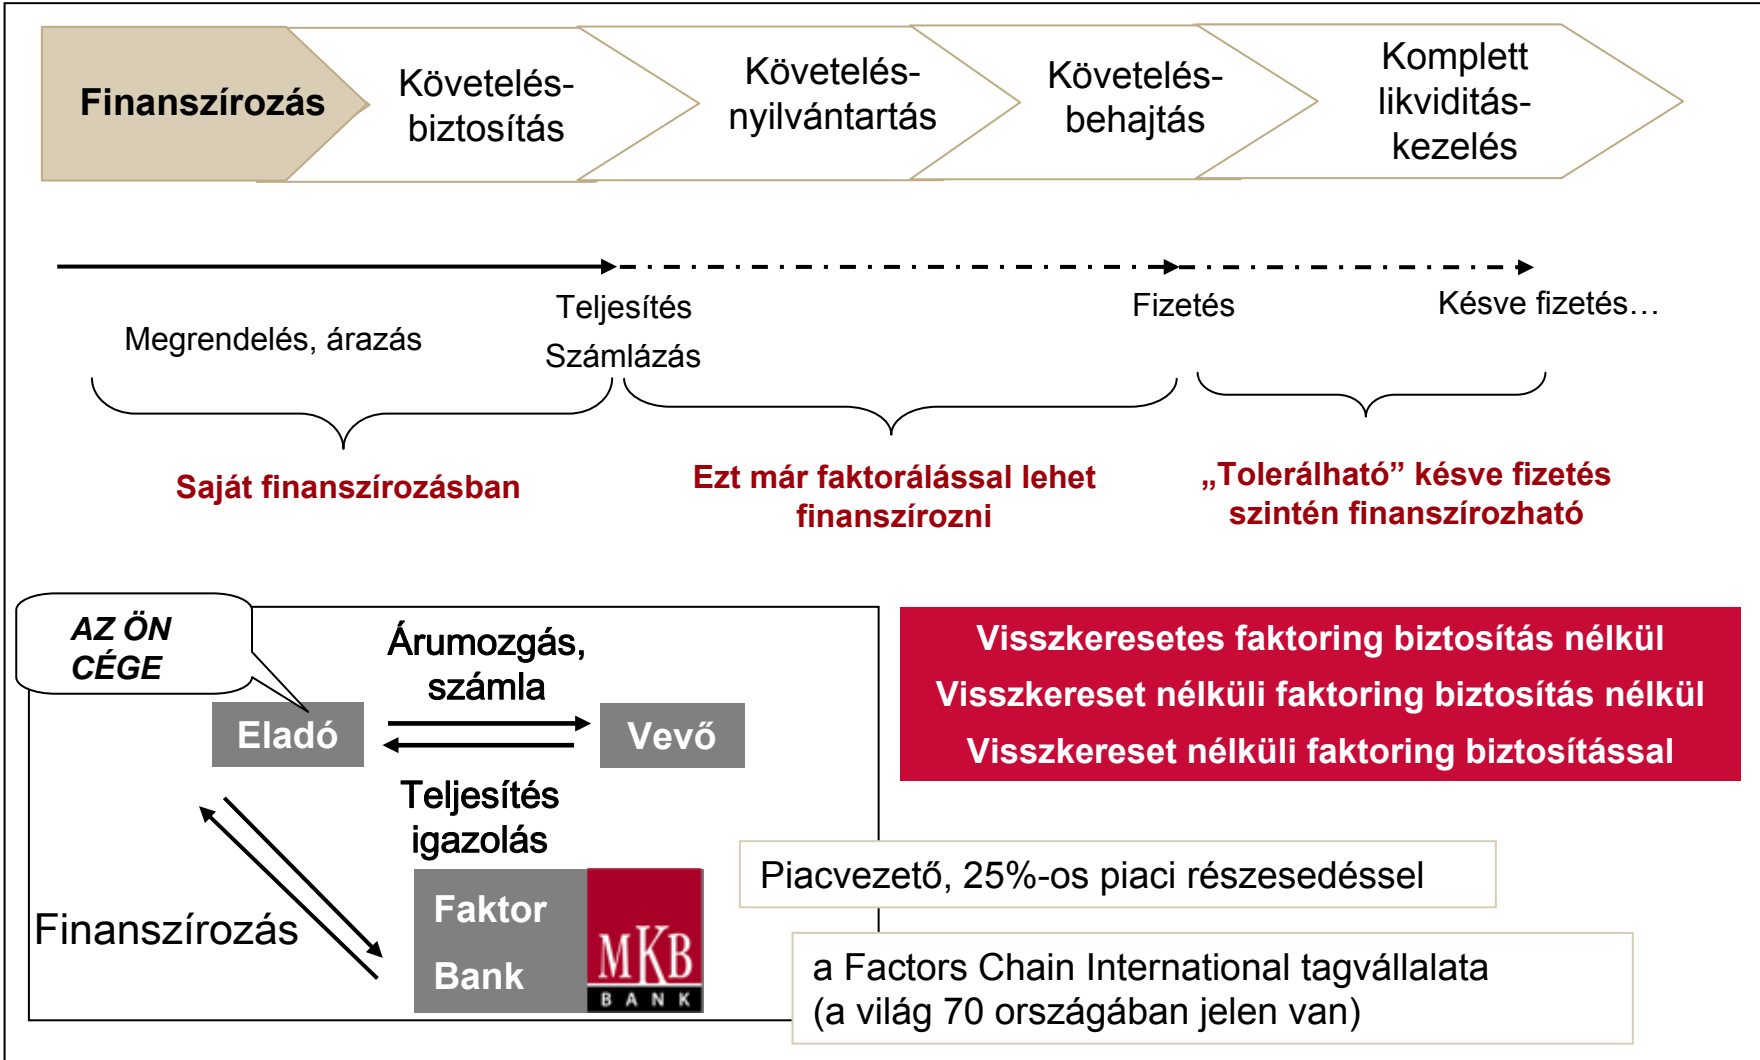 Finanszírozás
Követelés-
biztosítás
Követelés-
nyilvántartás
Követelés-
behajtás
Komplett
likviditás-
kezelés
Megrendelés, árazás
Teljesítés
Számlázás
Fizetés
Késve fizetés…
Saját finanszírozásban
Ezt már faktorálással lehet
finanszírozni
„Tolerálható” késve fizetés
szintén finanszírozható
AZ ÖN
CÉGE
Árumozgás,
számla
Eladó
Vevő
Teljesítés
igazolás
Finanszírozás
Faktor
Bank
MKB
BANK
Visszkeresetes faktoring biztosítás nélkül
Visszkereset nélküli faktoring biztosítás nélkül
Visszkereset nélküli faktoring biztosítással
Piacvezető, 25%-os piaci részesedéssel
a Factors Chain International tagvállalata
(a világ 70 országában jelen van)